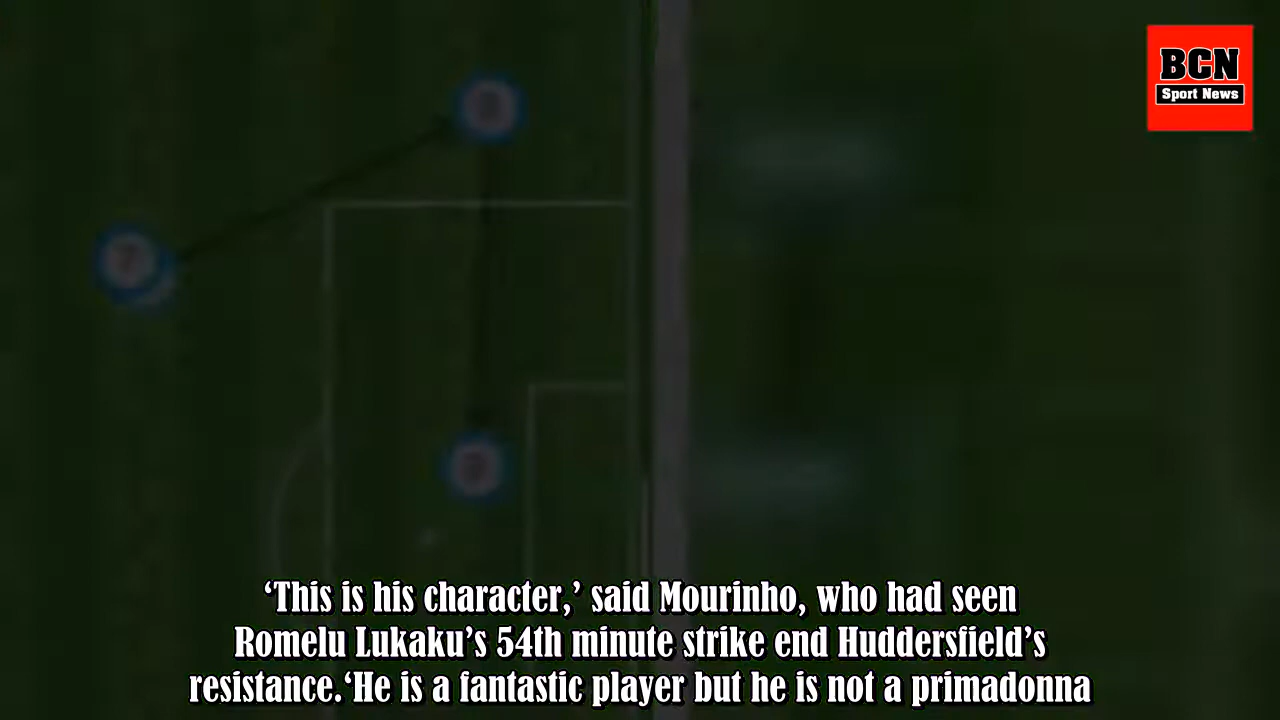 BCN
Sport News
‘This is his character,’ said Mourinho, who had seen
Romelu Lukaku’s 54th minute strike end Huddersfield’s
resistance.‘He is a fantastic player but he is not a primadonna